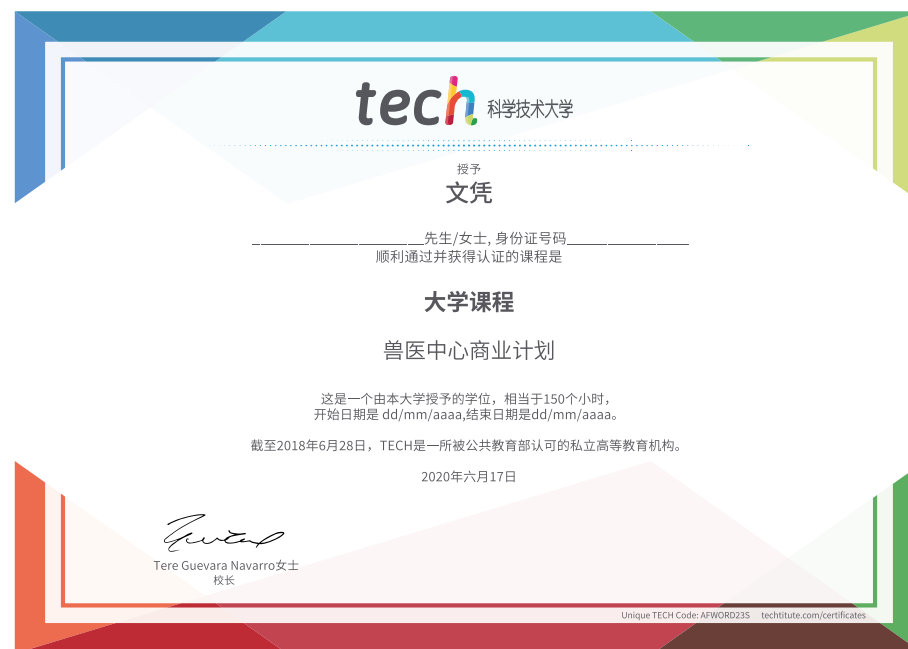 tech 科学技术大学
授予
文凭
______________________先生/女士, 身份证号码________________
顺利通过并获得认证的课程是
大学课程
兽医中心商业计划
这是一个由本大学授予的学位，相当于150个小时，
开始日期是 dd/mm/aaaa,结束日期是dd/mm/aaaa。
截至2018年6月28日，TECH是一所被公共教育部认可的私立高等教育机构。
2020年六月17日
Tere Guevara Navarro女士
校长
Unique TECH Code: AFWORD23S techtitute.com/certificates